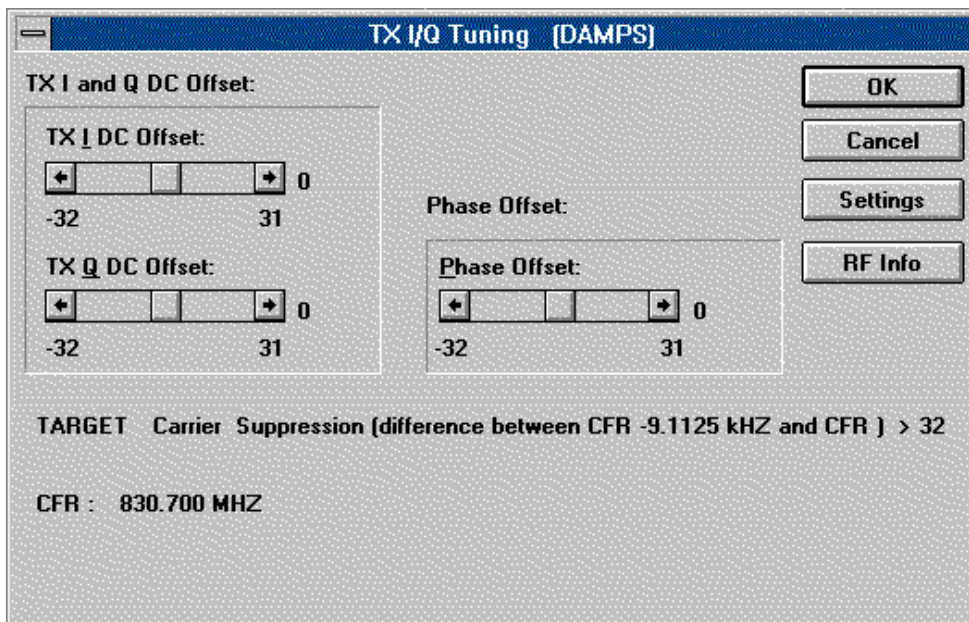 TX I/Q Tuning (DAMPS)
TX I and Q DC Offset:
TX I DC Offset:
0
-32 31
TX Q DC Offset:
0
-32 31
Phase Offset:
Phase Offset:
0
-32 31
OK
Cancel
Settings
RF Info
TARGET Carrier Suppression (difference between CFR -9.1125 kHZ and CFR ) > 32
CFR : 830.700 MHZ